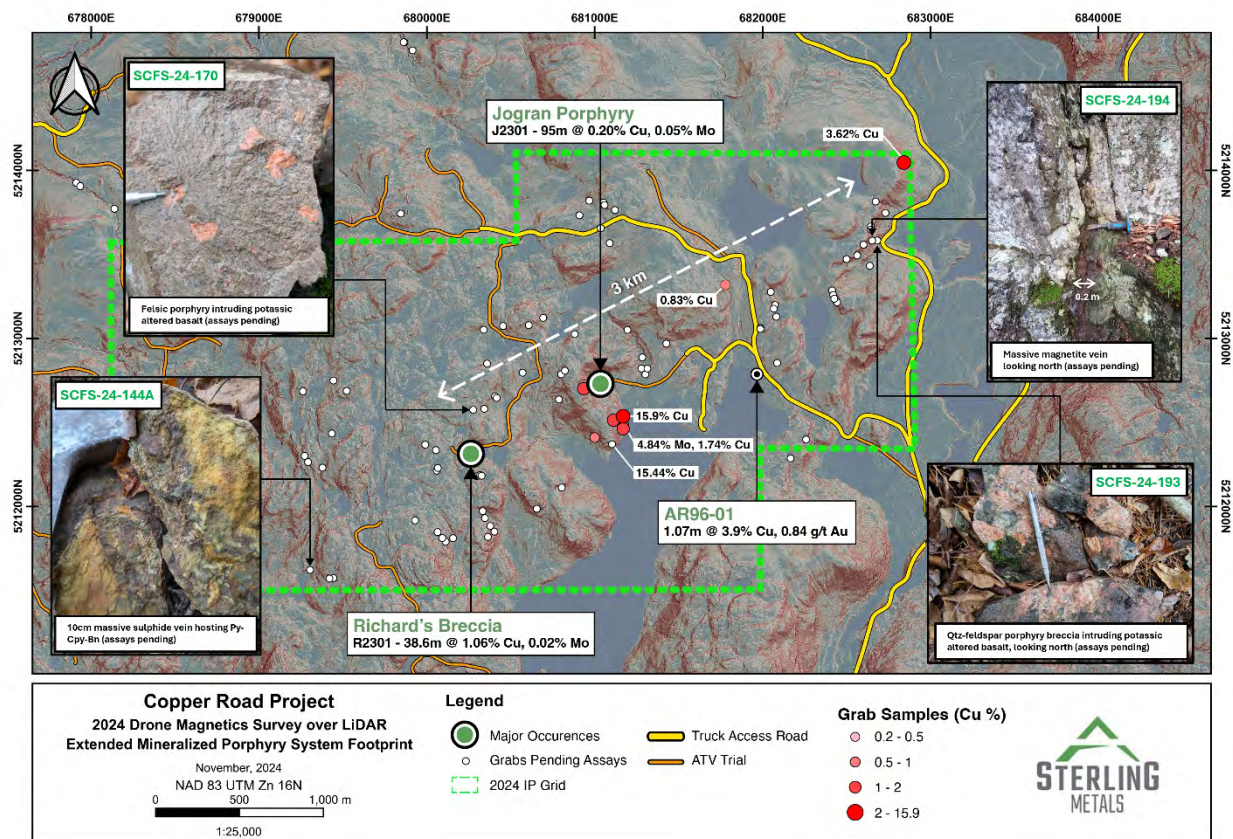 678000 E
679000 E
680000 E
681000 E
682000 E
683000 E
684000 E
5214000N
5213000N
5212000N
5214000N
5213000N
5212000N
SCFS-24-170
Felsic porphyry intruding potassic
altered basalt (assays pending)
Jogran Porphyry
J2301 - 95m @ 0.20% Cu, 0.05% Mo
3.62% Cu
SCFS-24-194
0.2 m
Massive magnetite vein
looking north (assays pending)
3 km
0.83% Cu
SCFS-24-144A
10cm massive sulphide vein hosting Py-
Cpy-Bn (assays pending)
15.9% Cu
4.84% Mo, 1.74% Cu
15.44% Cu
AR96-01
1.07m @ 3.9% Cu, 0.84 g/t Au
SCFS-24-193
Qtz-feldspar porphyry breccia intruding potassic
altered basalt, looking north (assays pending)
Richard's Breccia
R2301 - 38.6m @ 1.06% Cu, 0.02% Mo
Copper Road Project
2024 Drone Magnetics Survey over LiDAR
Extended Mineralized Porphyry System Footprint
November, 2024
NAD 83 UTM Zn 16N
0 500 1,000 m
1:25,000
Legend
Major Occurences
Grabs Pending Assays
2024 IP Grid
Truck Access Road
ATV Trial
Grab Samples (Cu %)
0.2 - 0.5
0.5 - 1
1 - 2
2 - 15.9
STERLING
METALS